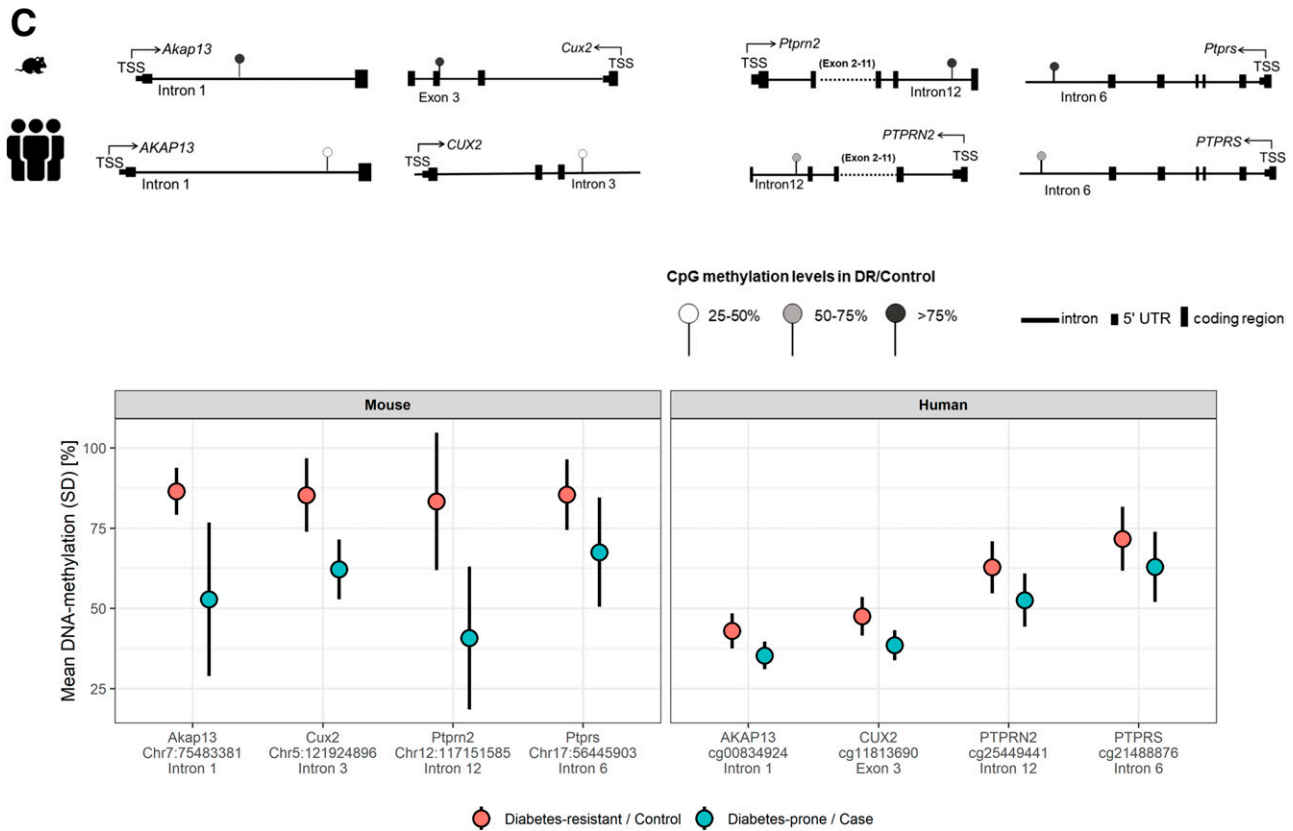 C
Akap13
TSS
Intron 1
Cux2
TSS
Exon 3
Ptprn2
TSS
(Exon 2-11)
Intron12
Ptprs
TSS
Intron 6
AKAP13
TSS
Intron 1
CUX2
TSS
Intron 3
PTPRN2
TSS
(Exon 2-11)
Intron12
PTPRS
TSS
Intron 6
CpG methylation levels in DR/Control
25-50% 50-75% >75% intron 5' UTR coding region
Mouse Human
Mean DNA-methylation (SD) [%]
100
75
50
25
Akap13 Cux2 Ptprn2 Ptprs AKAP13 CUX2 PTPRN2 PTPRS
Chr7:75483381 Chr5:121924896 Chr12:117151585 Chr17:56445903 cg00834924 cg11813690 cg25449441 cg21488876
Intron 1 Intron 3 Intron 12 Intron 6 Intron 1 Exon 3 Intron 12 Intron 6
Diabetes-resistant / Control Diabetes-prone / Case